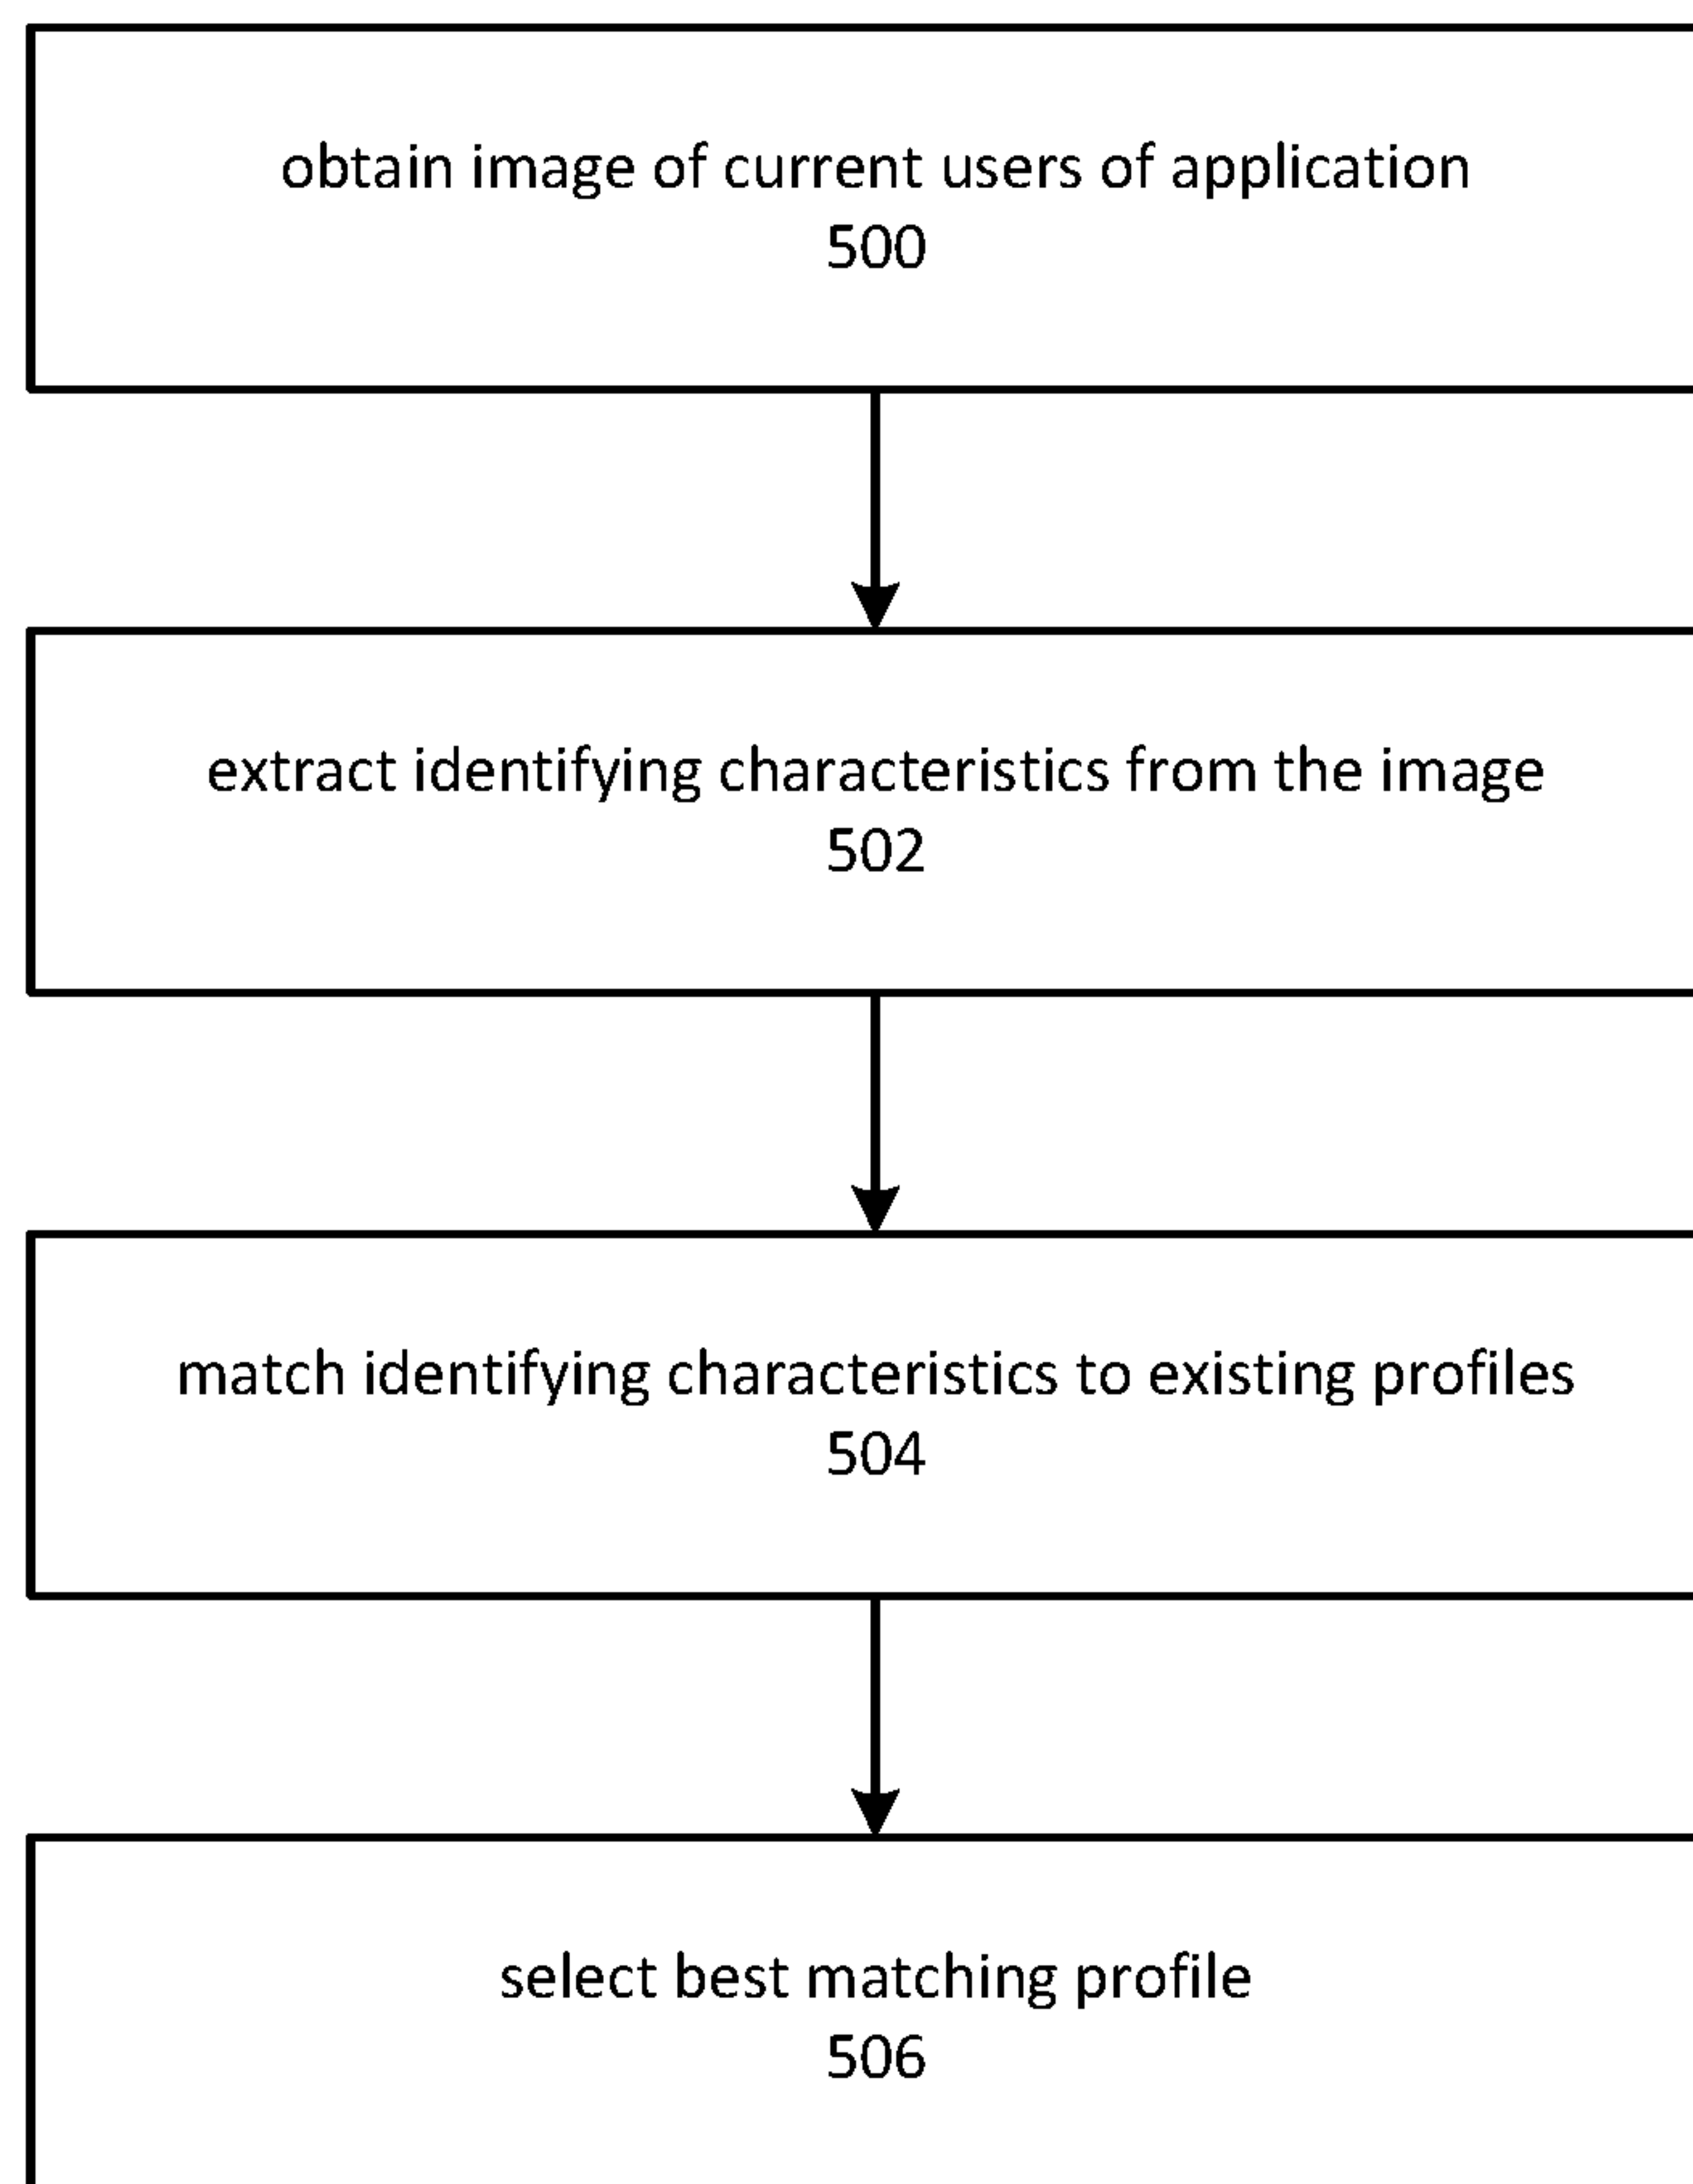 obtain image of current users of application
500
extract identifying characteristics from the image
502
match identifying characteristics to existing profiles
504
select best matching profile
506